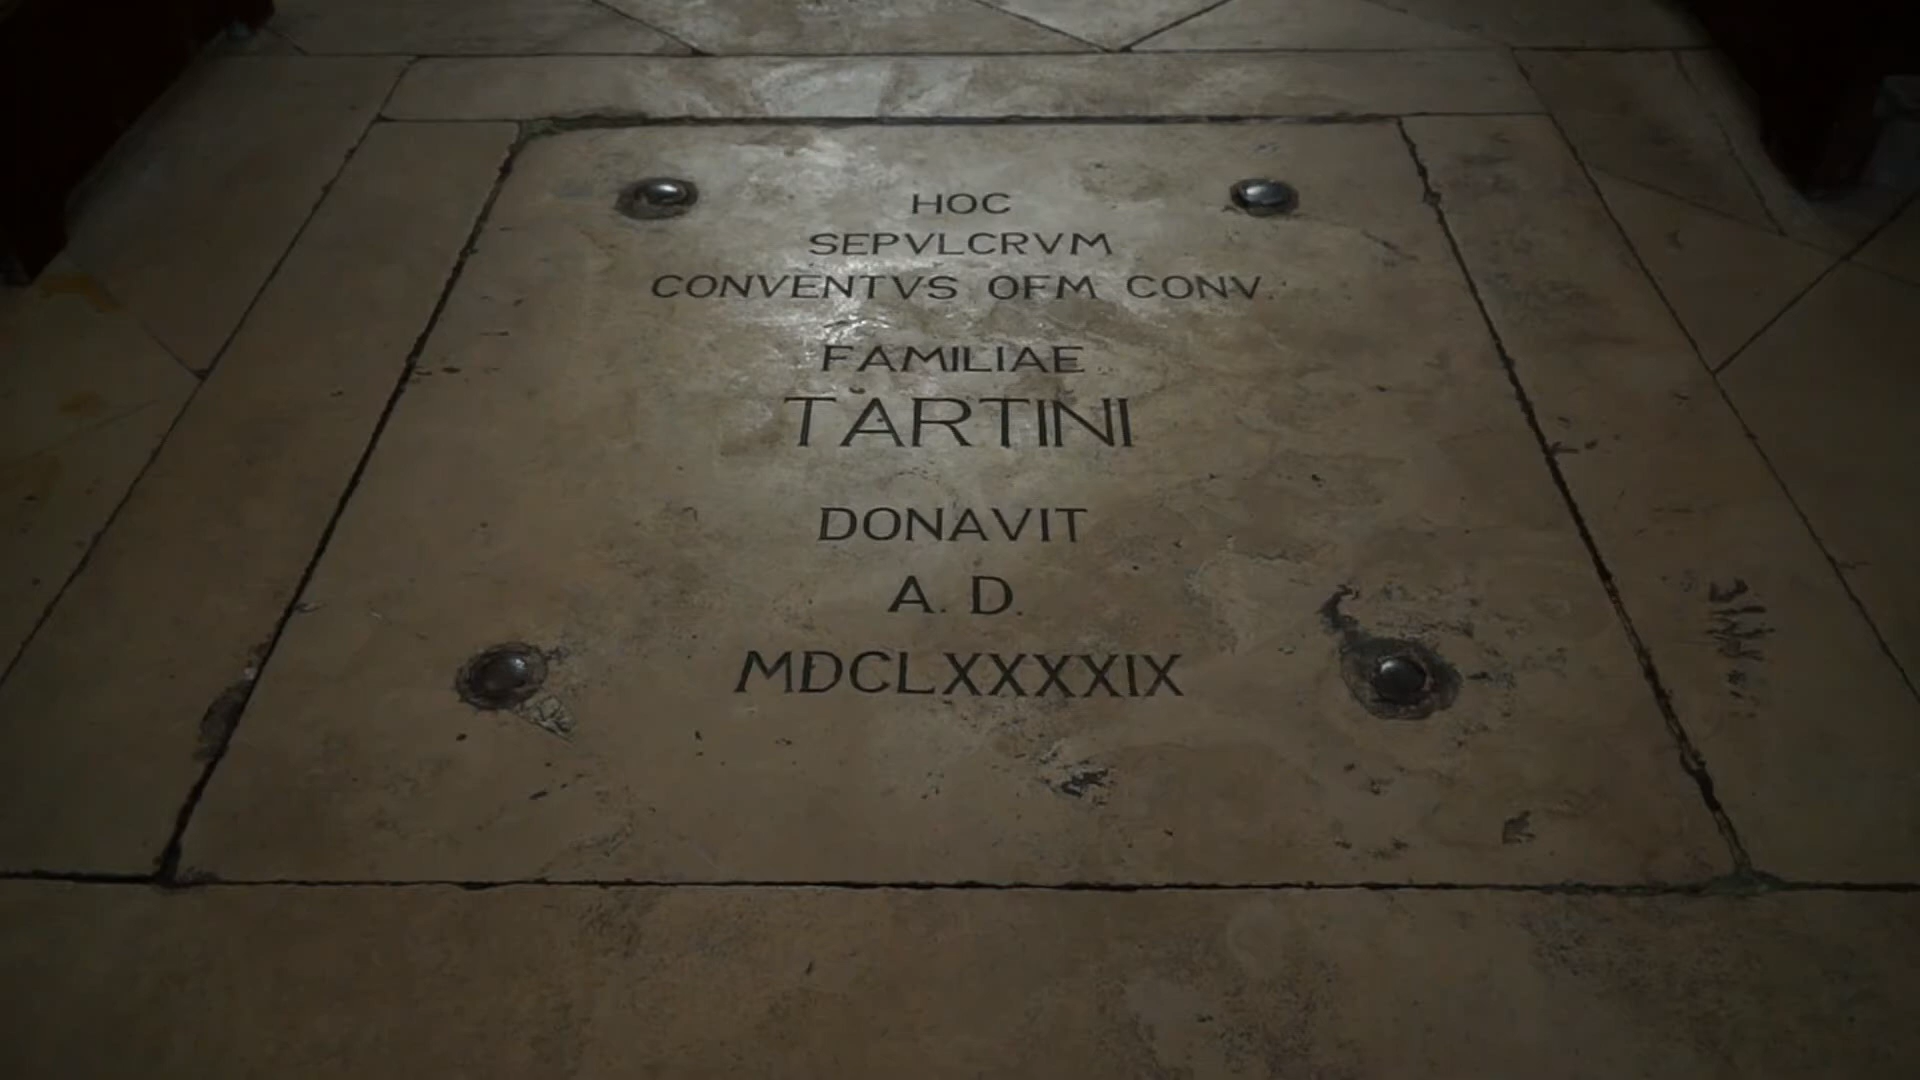 HOC
SEPVLCRVM
CONVENTVS OFM CONV.
FAMILIAE
TARTINI
DONAVIT
A. D.
MDCLXXXXIX